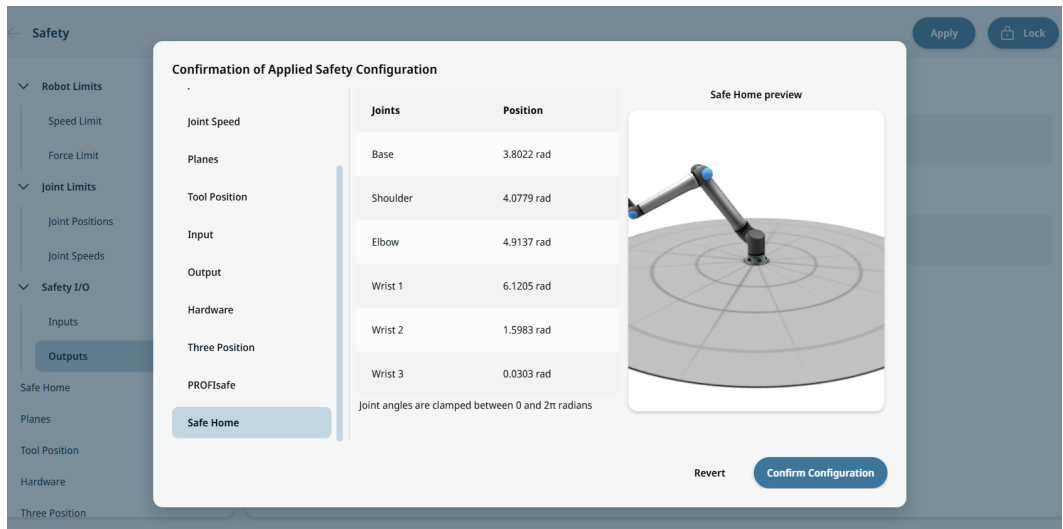 Safety
Apply
Lock
Robot Limits
Speed Limit
Force Limit
Joint Limits
Joint Positions
Joint Speeds
Safety I/O
Inputs
Outputs
Safe Home
Planes
Tool Position
Hardware
Three Position
Confirmation of Applied Safety Configuration
Joint Speed
Planes
Tool Position
Input
Output
Hardware
Three Position
PROFIsafe
Safe Home
Joints Position
Base 3.8022 rad
Shoulder 4.0779 rad
Elbow 4.9137 rad
Wrist 1 6.1205 rad
Wrist 2 1.5983 rad
Wrist 3 0.0303 rad
Joint angles are clamped between 0 and 2π radians
Safe Home preview
Revert
Confirm Configuration